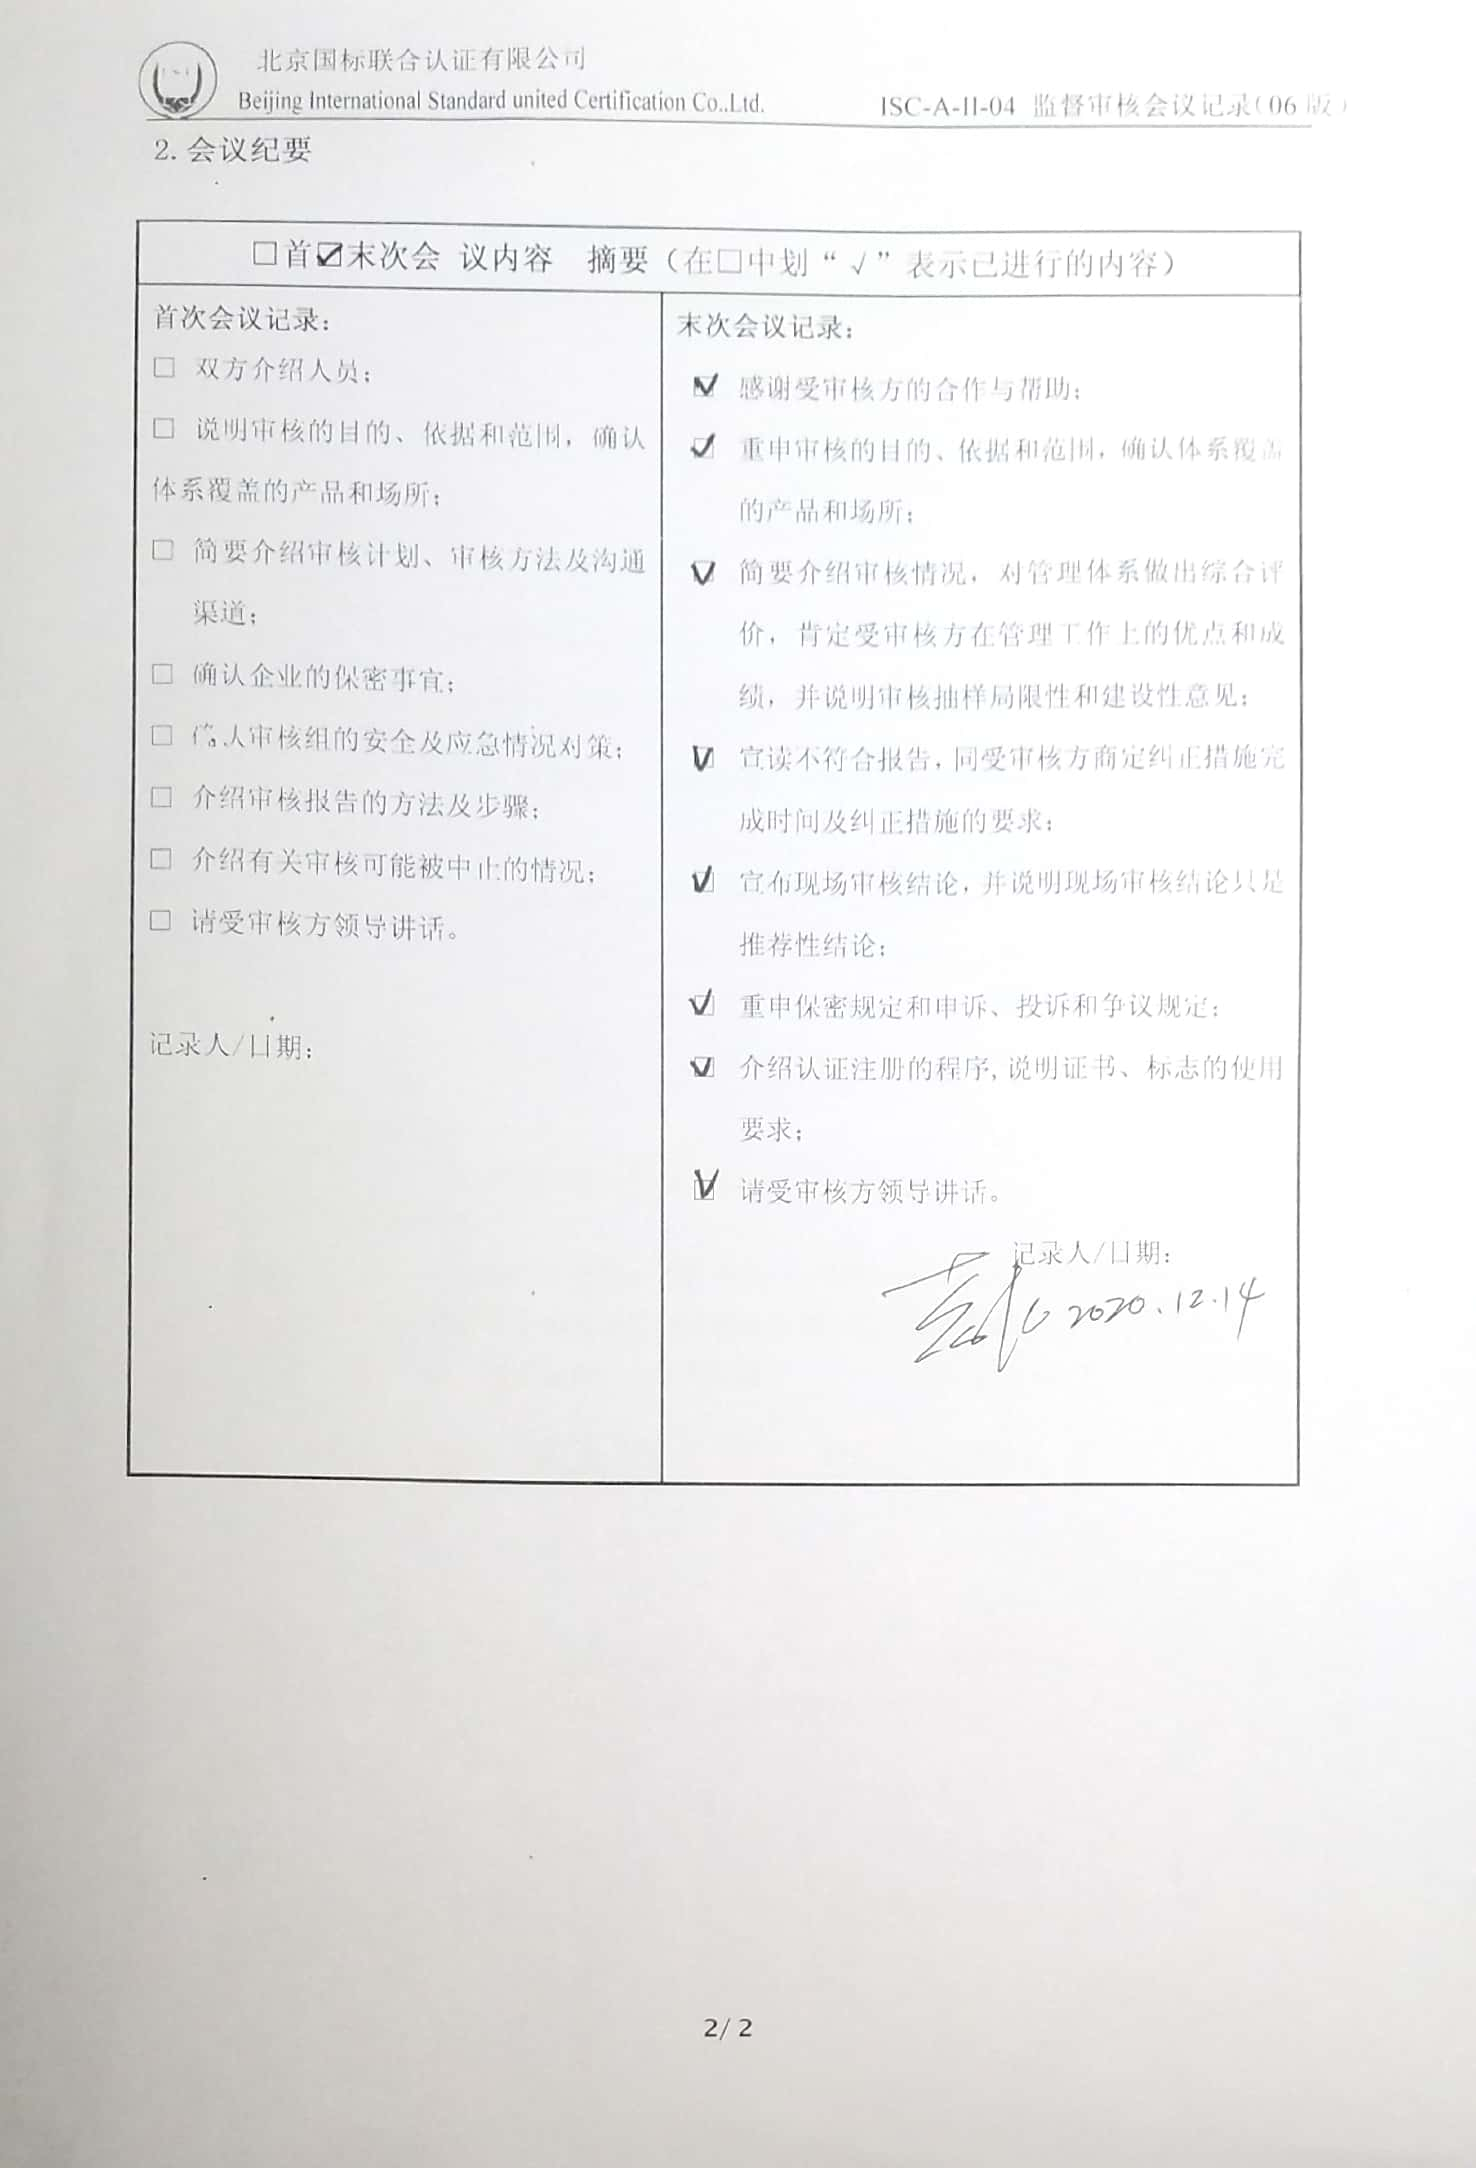 北京国标联合认证有限公司
Beijing International Standard united Certification Co.,Ltd.
ISC-A-II-04 监督审核会议记录(06版)
2. 会议纪要
□首☑末次会 议内容 摘要（在□中划“√”表示已进行的内容）
首次会议记录：
□ 双方介绍人员；
□ 说明审核的目的、依据和范围，确认
体系覆盖的产品和场所；
□ 简要介绍审核计划、审核方法及沟通
渠道；
□ 确认企业的保密事宜；
□ 认审核组的安全及应急情况对策；
□ 介绍审核报告的方法及步骤；
□ 介绍有关审核可能被中止的情况；
□ 请受审核方领导讲话。
记录人/日期：
末次会议记录：
☑ 感谢受审核方的合作与帮助；
☑ 重申审核的目的、依据和范围，确认体系覆盖
的产品和场所；
☑ 简要介绍审核情况，对管理体系做出综合评
价，肯定受审核方在管理工作上的优点和成
绩，并说明审核抽样局限性和建设性意见；
☑ 宣读不符合报告，同受审核方商定纠正措施完
成时间及纠正措施的要求；
☑ 宣布现场审核结论，并说明现场审核结论只是
推荐性结论；
☑ 重申保密规定和申诉、投诉和争议规定；
☑ 介绍认证注册的程序，说明证书、标志的使用
要求；
☑ 请受审核方领导讲话。
记录人/日期：
2020.12.14
2/ 2